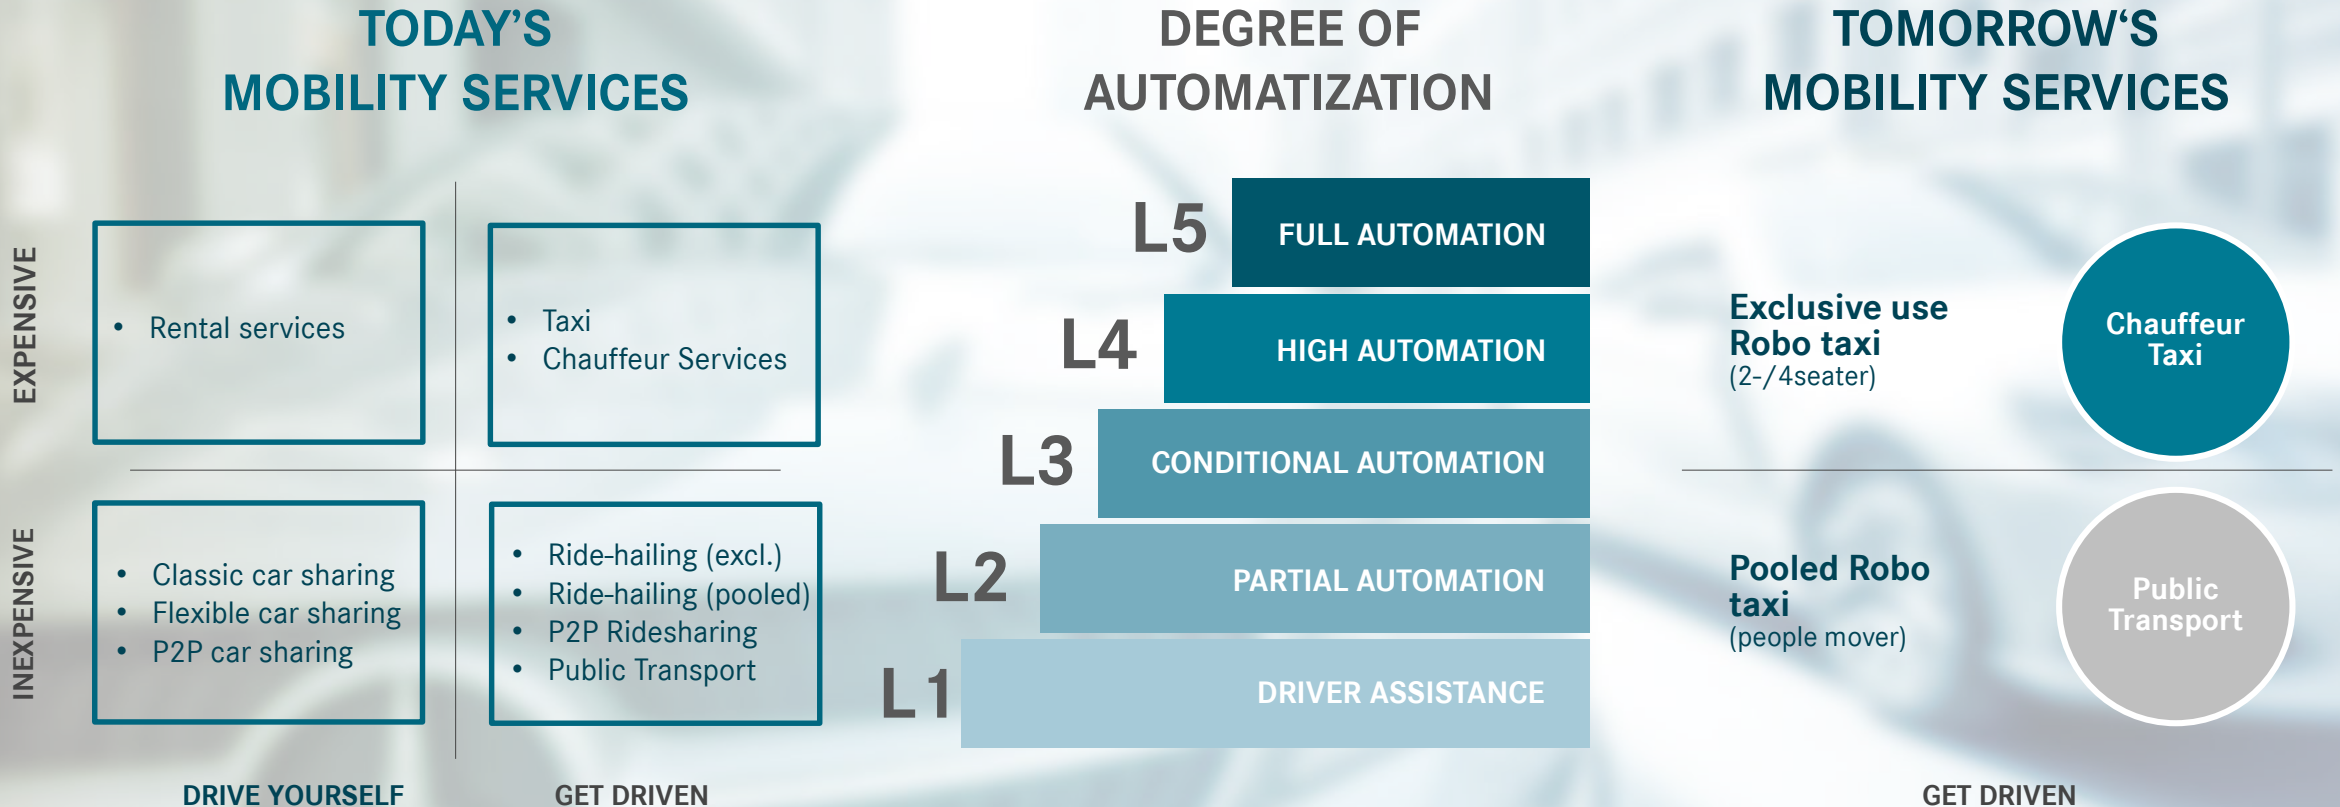 TODAY'S
MOBILITY SERVICES
EXPENSIVE
• Rental services
• Taxi
• Chauffeur Services
INEXPENSIVE
• Classic car sharing
• Flexible car sharing
• P2P car sharing
• Ride-hailing (excl.)
• Ride-hailing (pooled)
• P2P Ridesharing
• Public Transport
DRIVE YOURSELF
GET DRIVEN
DEGREE OF
AUTOMATIZATION
L5 FULL AUTOMATION
L4 HIGH AUTOMATION
L3 CONDITIONAL AUTOMATION
L2 PARTIAL AUTOMATION
L1 DRIVER ASSISTANCE
TOMORROW‘S
MOBILITY SERVICES
Exclusive use
Robo taxi
(2-/4seater)
Chauffeur
Taxi
Pooled Robo
taxi
(people mover)
Public
Transport
GET DRIVEN